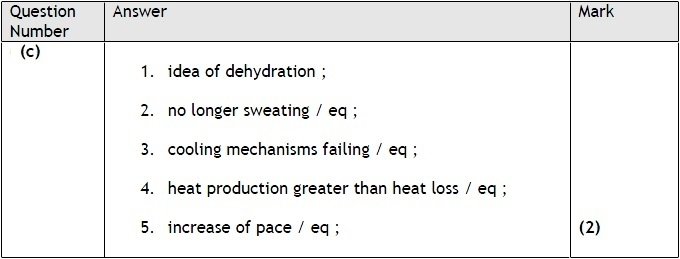 Question Number Answer Mark
(c)
1. idea of dehydration ;
2. no longer sweating / eq ;
3. cooling mechanisms failing / eq ;
4. heat production greater than heat loss / eq ;
5. increase of pace / eq ; (2)